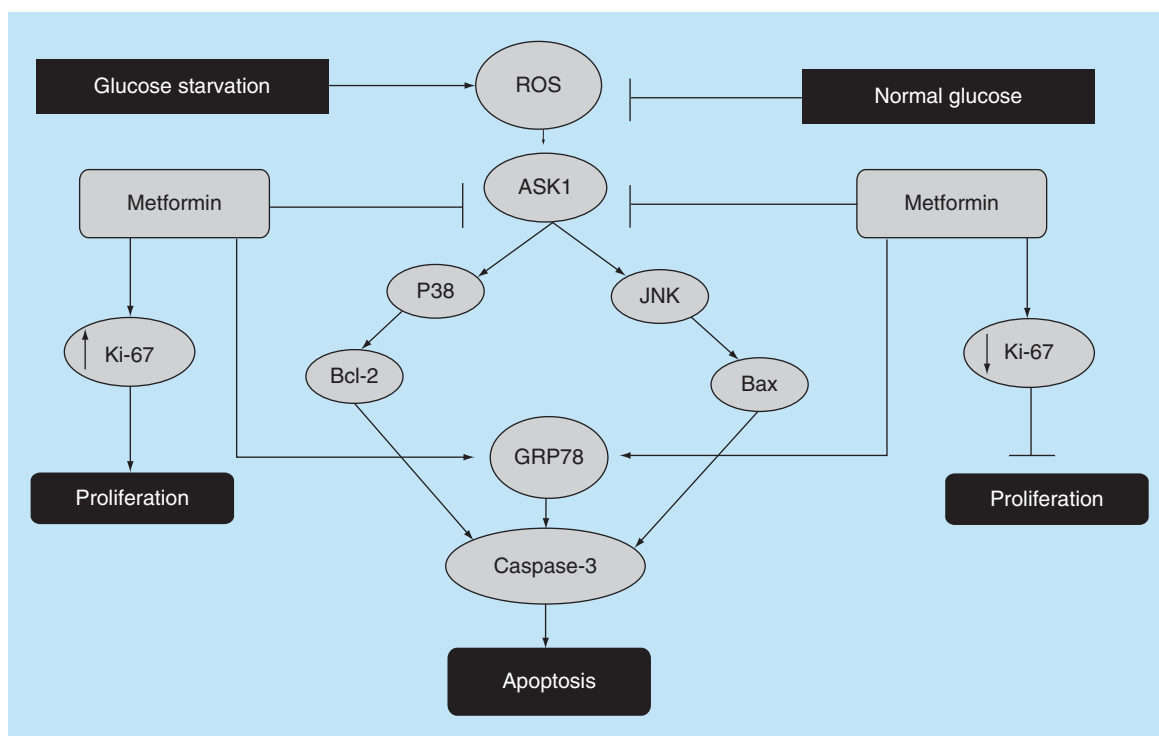 Glucose starvation
ROS
Normal glucose
Metformin
ASK1
Metformin
P38
JNK
Ki-67
Bcl-2
Bax
Ki-67
GRP78
Proliferation
Proliferation
Caspase-3
Apoptosis